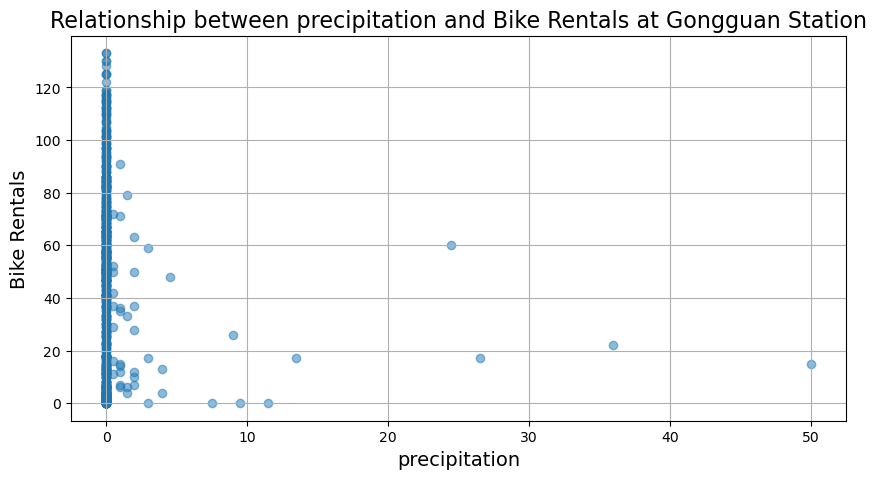 Relationship between precipitation and Bike Rentals at Gongguan Station
Bike Rentals
120
100
80
60
40
20
0
0 10 20 30 40 50
precipitation